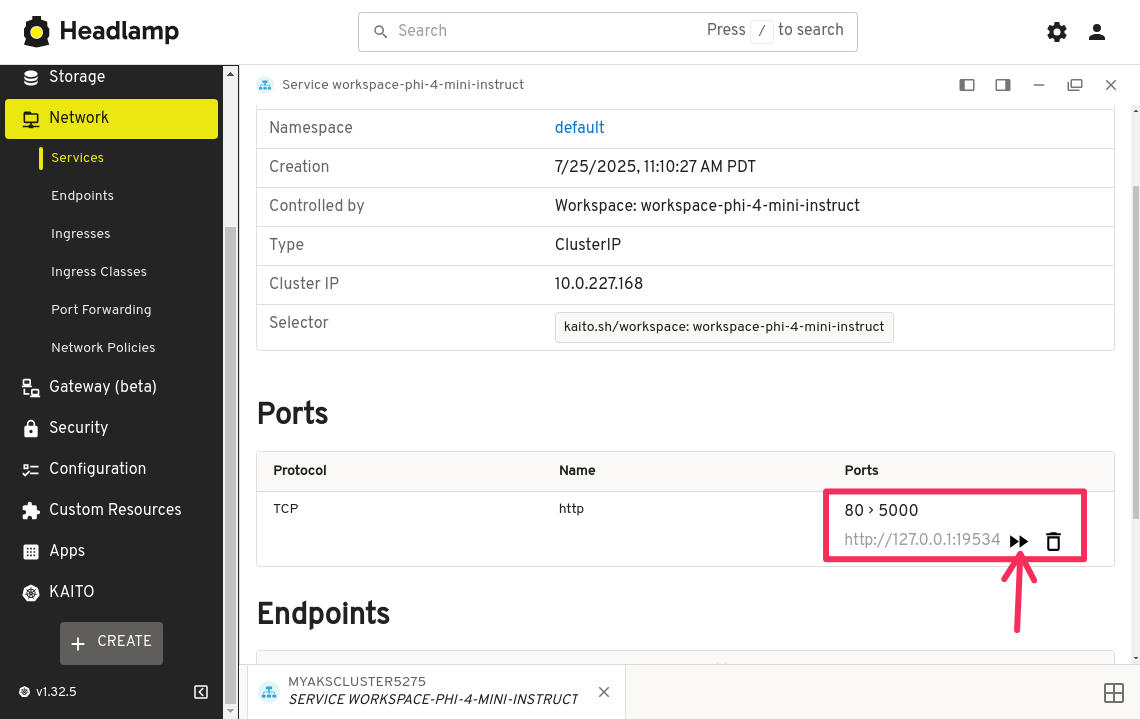 Headlamp
Search
Press / to search
Storage
Network
Services
Endpoints
Ingresses
Ingress Classes
Port Forwarding
Network Policies
Gateway (beta)
Security
Configuration
Custom Resources
Apps
KAITO
+ CREATE
v1.32.5
Service workspace-phi-4-mini-instruct
Namespace default
Creation 7/25/2025, 11:10:27 AM PDT
Controlled by Workspace: workspace-phi-4-mini-instruct
Type ClusterIP
Cluster IP 10.0.227.168
Selector kaito.sh/workspace: workspace-phi-4-mini-instruct
Ports
Protocol Name Ports
TCP http 80 › 5000
http://127.0.0.1:19534
Endpoints
MYAKSCLUSTER5275
SERVICE WORKSPACE-PHI-4-MINI-INSTRUCT